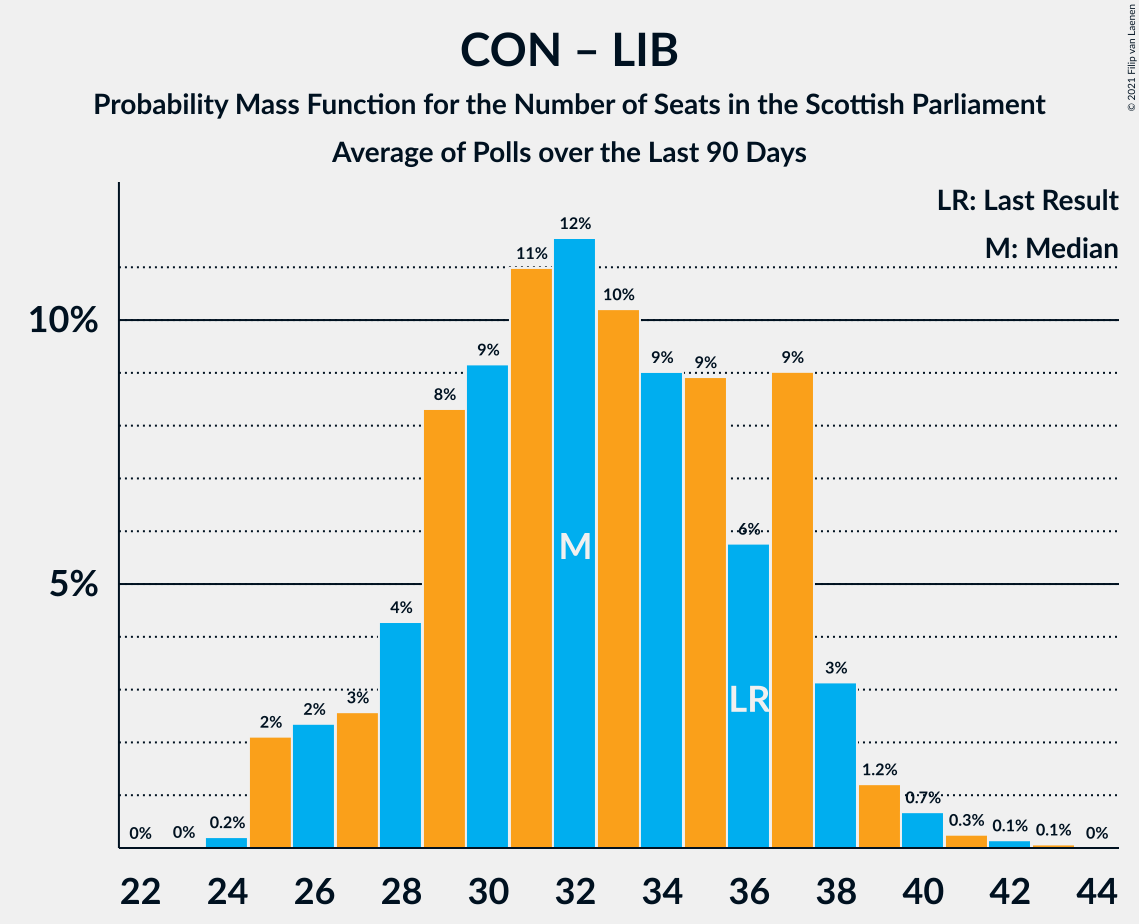 CON – LIB
Probability Mass Function for the Number of Seats in the Scottish Parliament
Average of Polls over the Last 90 Days
© 2021 Filip van Laenen
LR: Last Result
M: Median
10%
5%
0% 0% 0.2% 2% 2% 3% 4% 8% 9% 11% 12% 10% 9% 9% 6% 9% 3% 1.2% 0.7% 0.3% 0.1% 0.1% 0%
M
LR
22 24 26 28 30 32 34 36 38 40 42 44